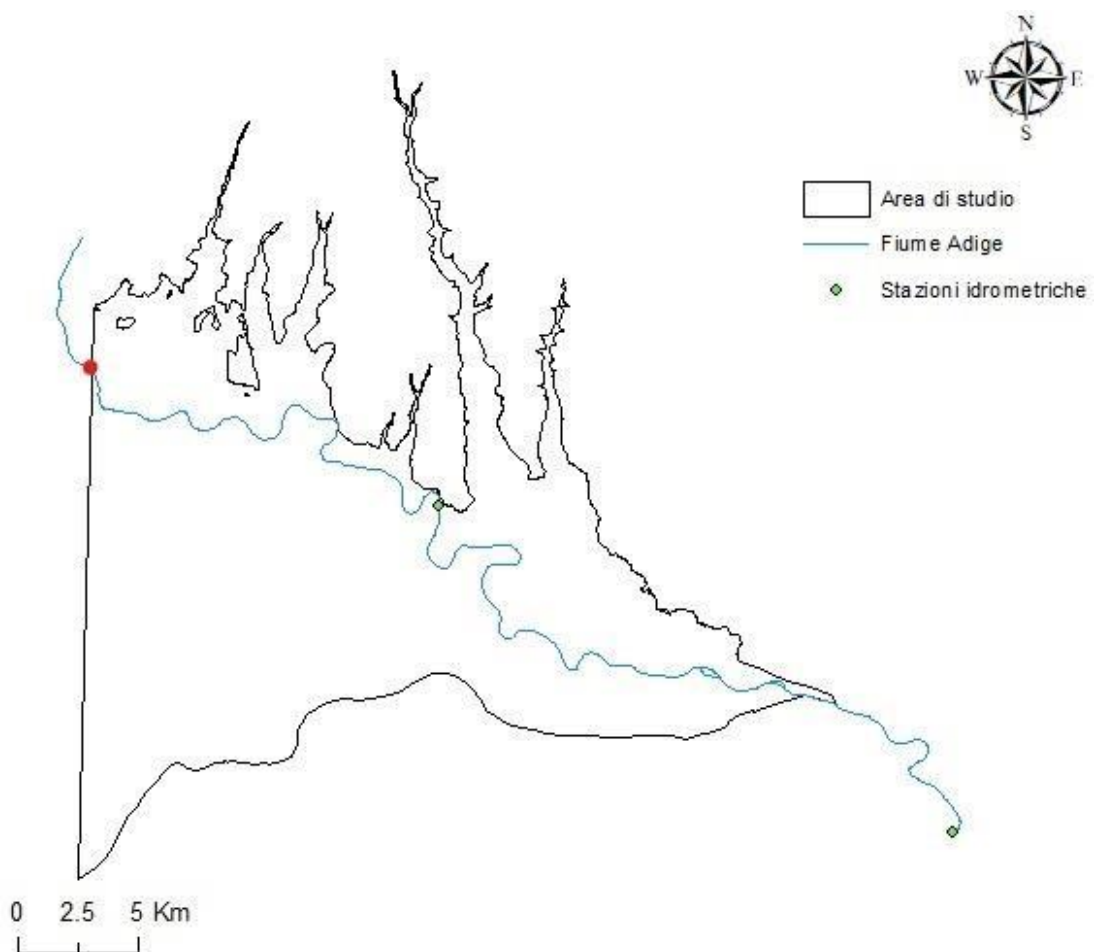 N
W E
S
Area di studio
Fiume Adige
Stazioni idrometriche
0 2.5 5 Km